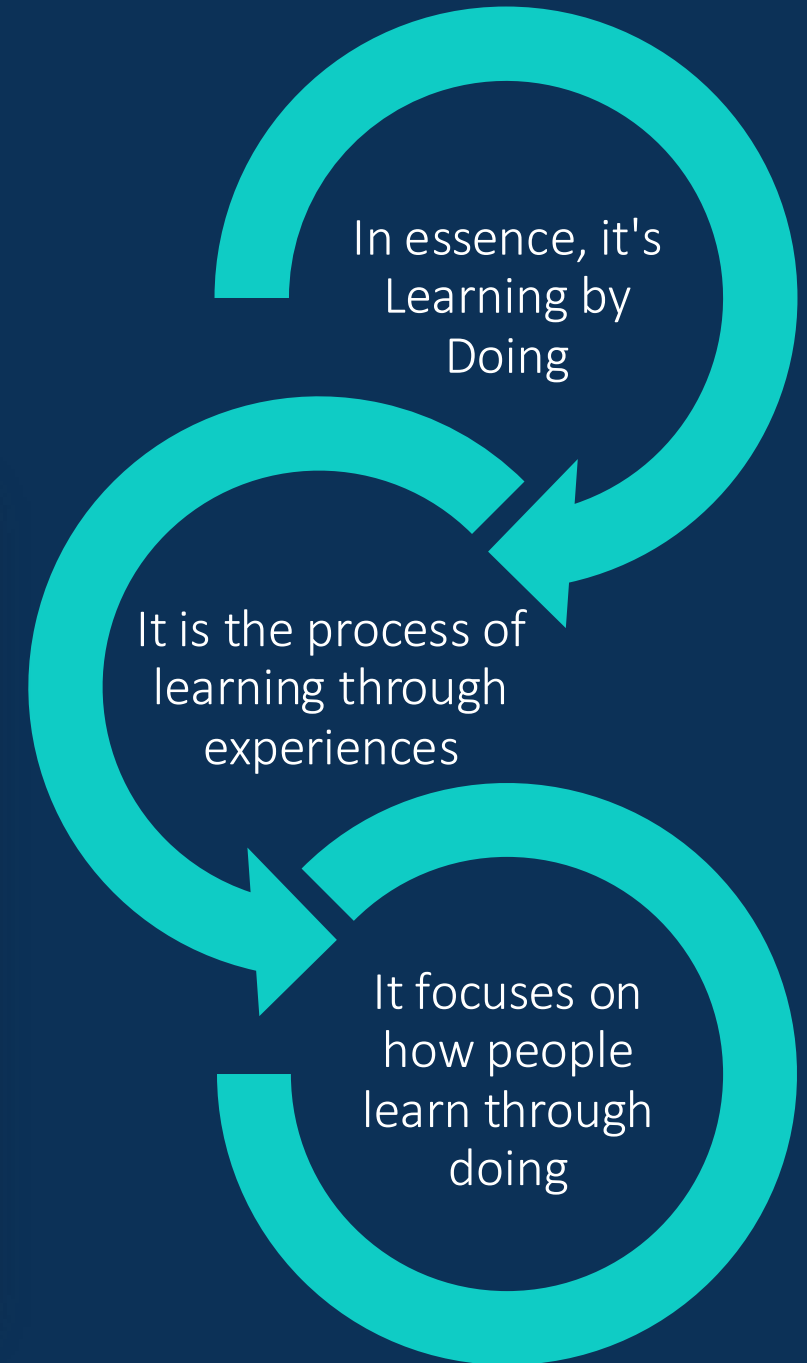 In essence, it's
Learning by
Doing
It is the process of
learning through
experiences
It focuses on
how people
learn through
doing